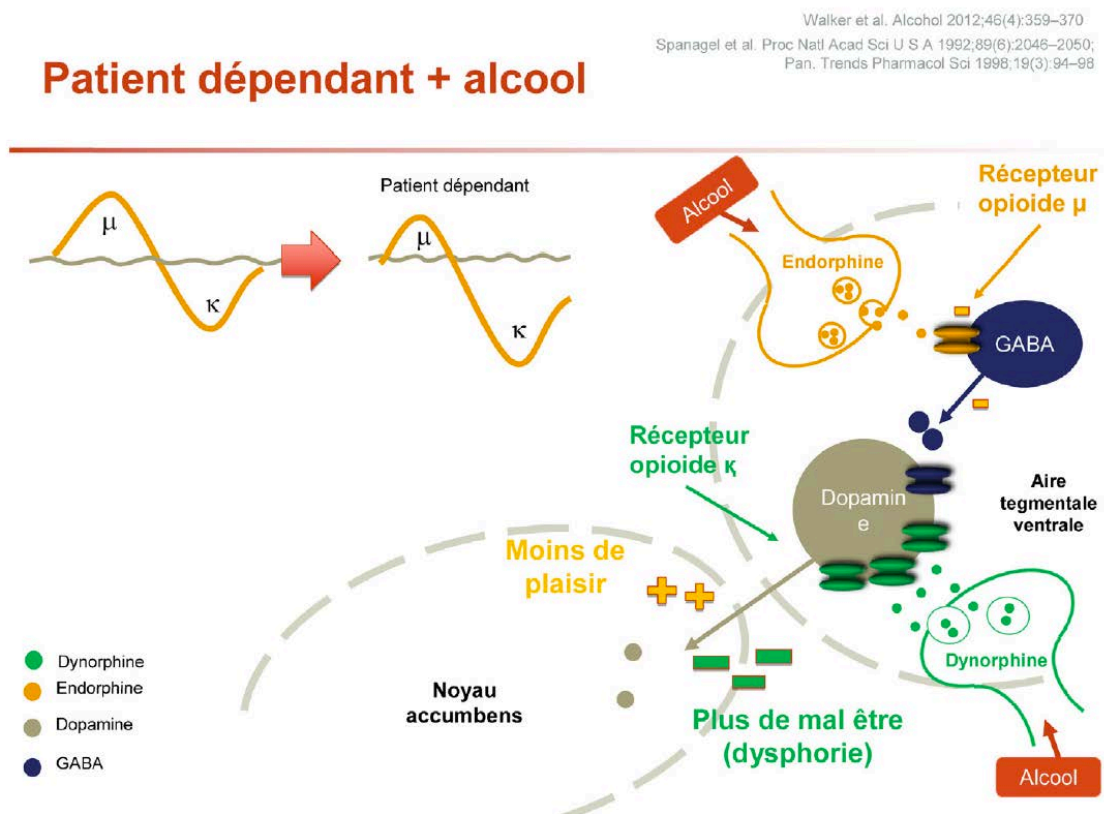 Walker et al. Alcohol 2012;46(4):359–370
Spanagel et al. Proc Natl Acad Sci U S A 1992;89(6):2046–2050;
Pan. Trends Pharmacol Sci 1998;19(3):94–98
Patient dépendant + alcool
Patient dépendant
μ
κ
μ
κ
Alcool
Récepteur
opioide μ
Endorphine
GABA
Récepteur
opioide κ
Dopamin
e
Aire
tegmentale
ventrale
Moins de
plaisir
Dynorphine
Noyau
accumbens
Plus de mal être
(dysphorie)
Alcool
Dynorphine
Endorphine
Dopamine
GABA